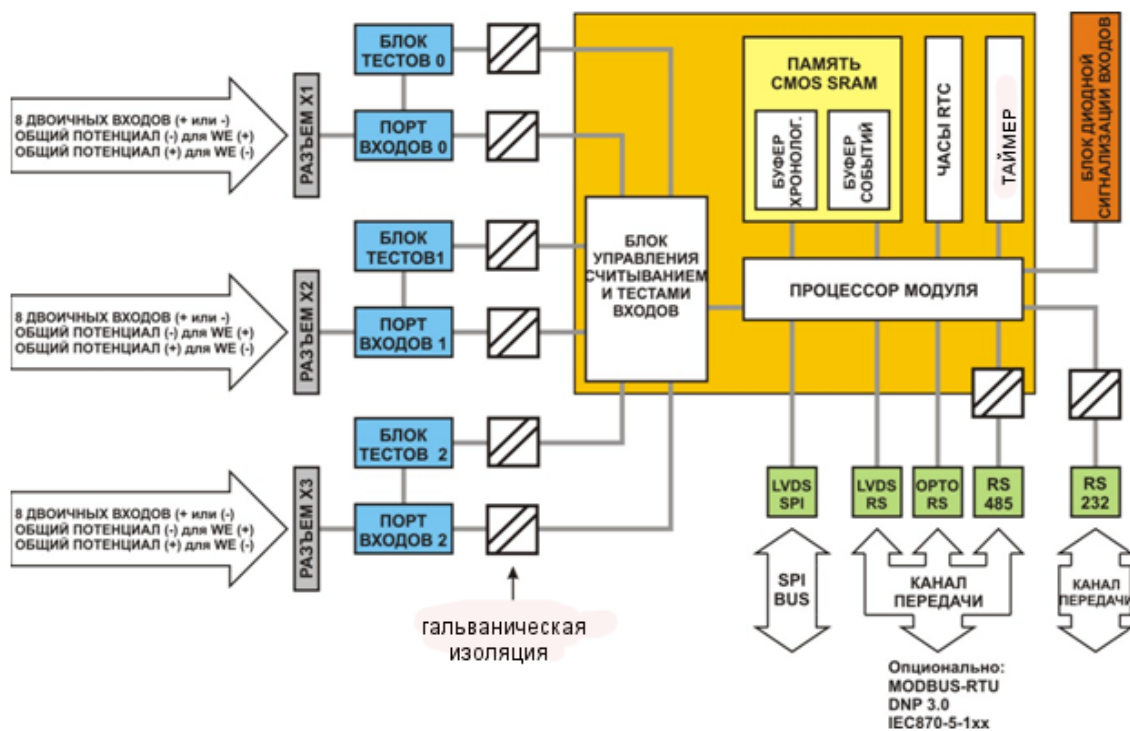 БЛОК
ТЕСТОВ 0
8 ДВОИЧНЫХ ВХОДОВ (+ или -)
ОБЩИЙ ПОТЕНЦИАЛ (-) для WE (+)
ОБЩИЙ ПОТЕНЦИАЛ (+) для WE (-)
РАЗЪЕМ X1
ПОРТ
ВХОДОВ 0
ПАМЯТЬ
CMOS SRAM
БУФЕР
ХРОНОЛОГ.
БУФЕР
СОБЫТИЙ
ЧАСЫ RTC
ТАЙМЕР
БЛОК ДИОДНОЙ
СИГНАЛИЗАЦИИ ВХОДОВ
БЛОК
ТЕСТОВ1
8 ДВОИЧНЫХ ВХОДОВ (+ или -)
ОБЩИЙ ПОТЕНЦИАЛ (-) для WE (+)
ОБЩИЙ ПОТЕНЦИАЛ (+) для WE (-)
РАЗЪЕМ X2
ПОРТ
ВХОДОВ 1
БЛОК
УПРАВЛЕНИЯ
СЧИТЫВАНИЕМ
И ТЕСТАМИ
ВХОДОВ
ПРОЦЕССОР МОДУЛЯ
БЛОК
ТЕСТОВ 2
8 ДВОИЧНЫХ ВХОДОВ (+ или (-)
ОБЩИЙ ПОТЕНЦИАЛ (-) для WE (+)
ОБЩИЙ ПОТЕНЦИАЛ (+) для WE (-)
РАЗЪЕМ X3
ПОРТ
ВХОДОВ 2
LVDS
SPI
LVDS
RS
OPTO
RS
RS
485
RS
232
SPI
BUS
КАНАЛ
ПЕРЕДАЧИ
КАНАЛ
ПЕРЕДАЧИ
гальваническая
изоляция
Опционально:
MODBUS-RTU
DNP 3.0
IEC870-5-1xx